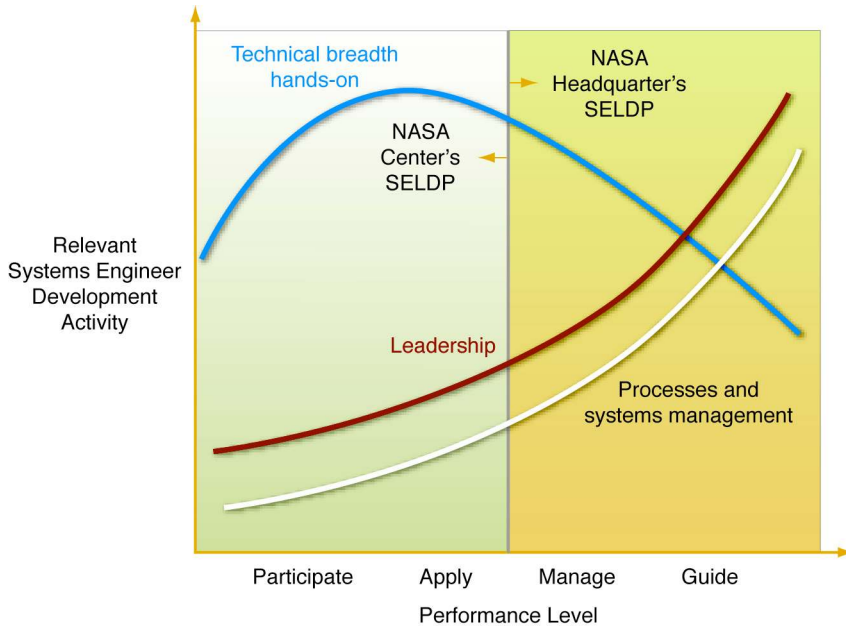 Technical breadth
hands-on
NASA
Headquarter's
SELDP
NASA
Center's
SELDP
Relevant
Systems Engineer
Development
Activity
Leadership
Processes and
systems management
Participate Apply Manage Guide
Performance Level